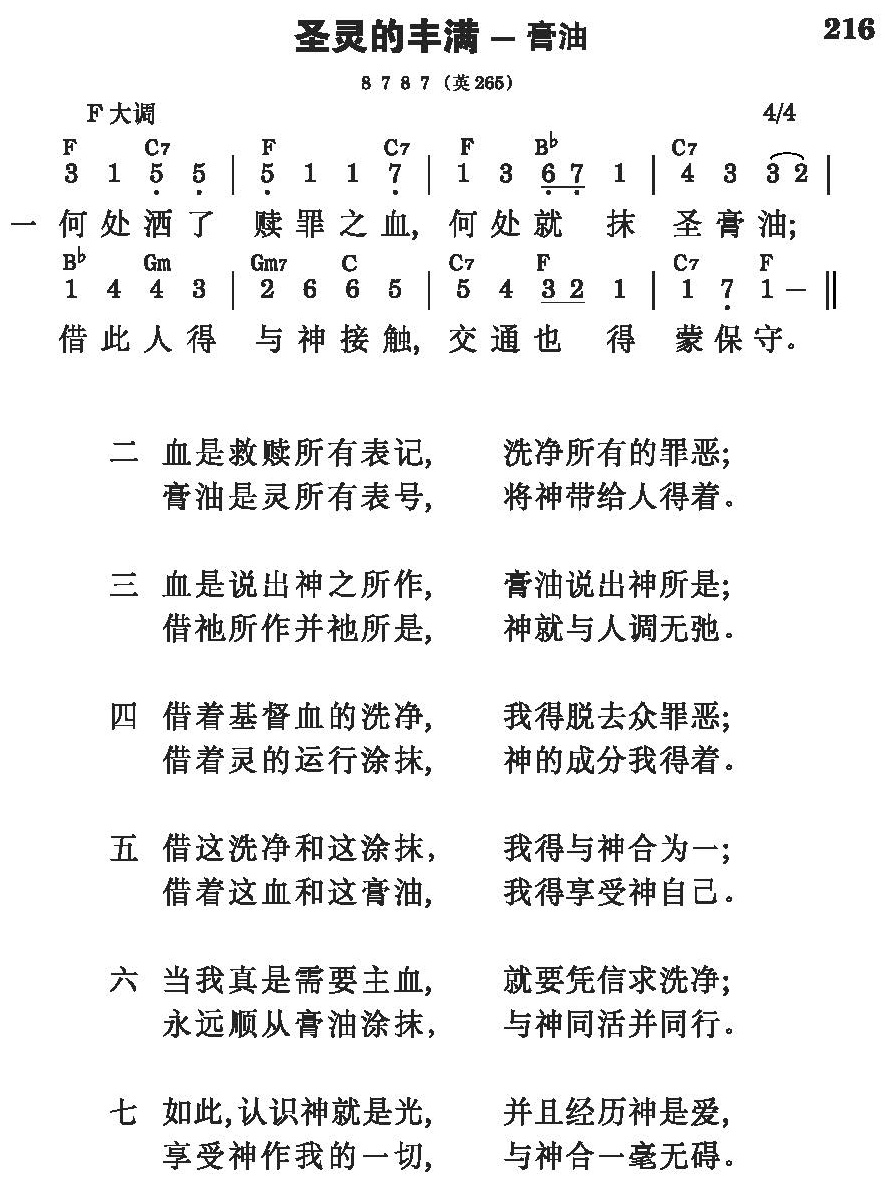 圣灵的丰满 — 膏油 216
8 7 8 7 (英265)
F大调 4/4
F C7 F C7 F B♭ C7
3 1 5 5 | 5 1 1 7 | 1 3 6 7 1 | 4 3 3 2 |
一 何处洒了 赎罪之血, 何处就 抹 圣膏油;
B♭ Gm Gm7 C C7 F C7 F
1 4 4 3 | 2 6 6 5 | 5 4 3 2 1 | 1 7 1 — ‖
借此人得 与神接触, 交通也 得 蒙保守。
二 血是救赎所有表记, 洗净所有的罪恶;
膏油是灵所有表号, 将神带给人得着。
三 血是说出神之所作, 膏油说出神所是;
借祂所作并祂所是, 神就与人调无弛。
四 借着基督血的洗净, 我得脱去众罪恶;
借着灵的运行涂抹, 神的成分我得着。
五 借这洗净和这涂抹, 我得与神合为一;
借着这血和这膏油, 我得享受神自己。
六 当我真是需要主血, 就要凭信求洗净;
永远顺从膏油涂抹, 与神同活并同行。
七 如此,认识神就是光, 并且经历神是爱,
享受神作我的一切, 与神合一毫无碍。